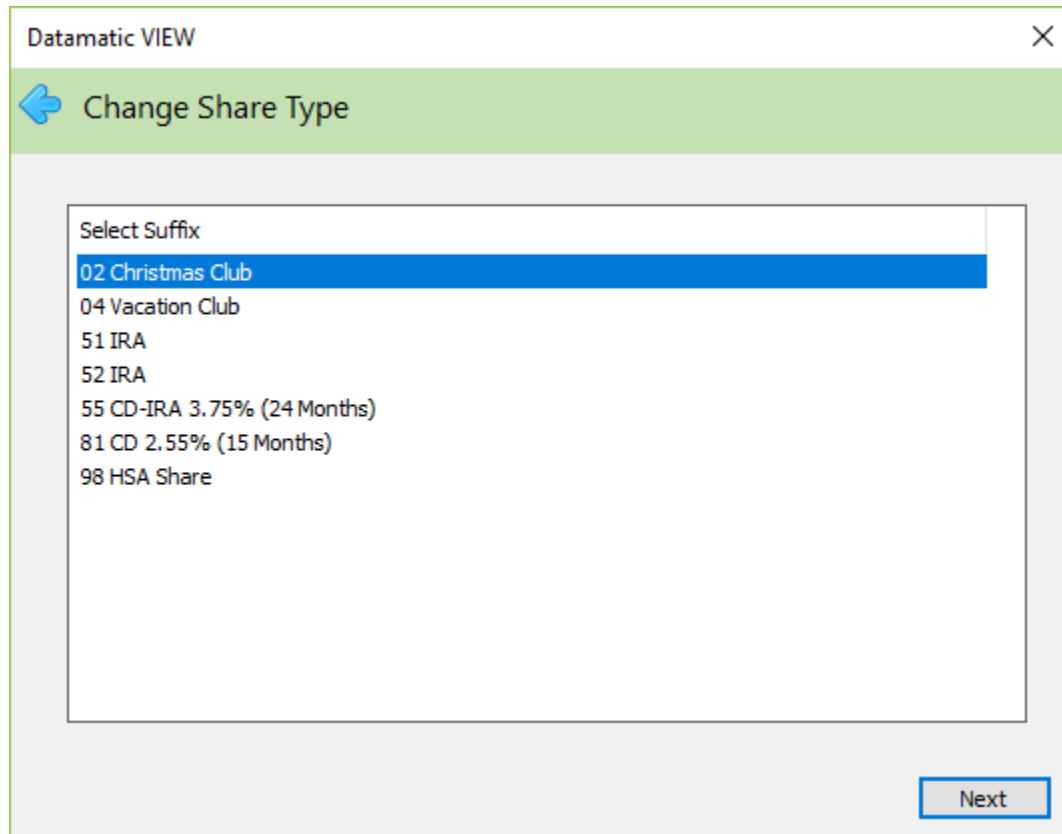 Datamatic VIEW
Change Share Type
Select Suffix
02 Christmas Club
04 Vacation Club
51 IRA
52 IRA
55 CD-IRA 3.75% (24 Months)
81 CD 2.55% (15 Months)
98 HSA Share
Next